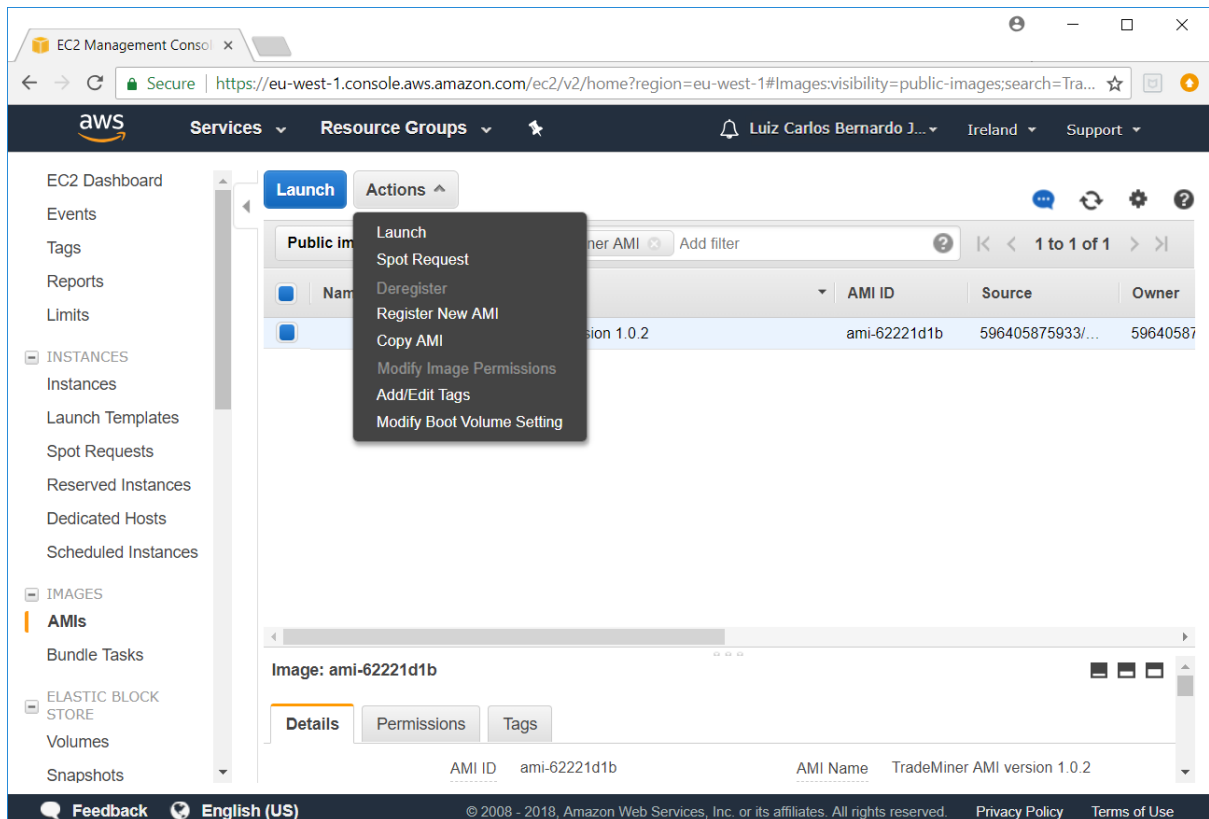 EC2 Management Consol
Secure https://eu-west-1.console.aws.amazon.com/ec2/v2/home?region=eu-west-1#Images:visibility=public-images;search=Tra...
aws Services Resource Groups Luiz Carlos Bernardo J... Ireland Support
EC2 Dashboard
Events
Tags
Reports
Limits
INSTANCES
Instances
Launch Templates
Spot Requests
Reserved Instances
Dedicated Hosts
Scheduled Instances
IMAGES
AMIs
Bundle Tasks
ELASTIC BLOCK
STORE
Volumes
Snapshots
Launch Actions
Launch
Spot Request
Deregister
Register New AMI
Copy AMI
Modify Image Permissions
Add/Edit Tags
Modify Boot Volume Setting
Public im ner AMI Add filter 1 to 1 of 1
Nam AMI ID Source Owner
sion 1.0.2 ami-62221d1b 596405875933/... 59640587
Image: ami-62221d1b
Details Permissions Tags
AMI ID ami-62221d1b AMI Name TradeMiner AMI version 1.0.2
Feedback English (US) © 2008 - 2018, Amazon Web Services, Inc. or its affiliates. All rights reserved. Privacy Policy Terms of Use